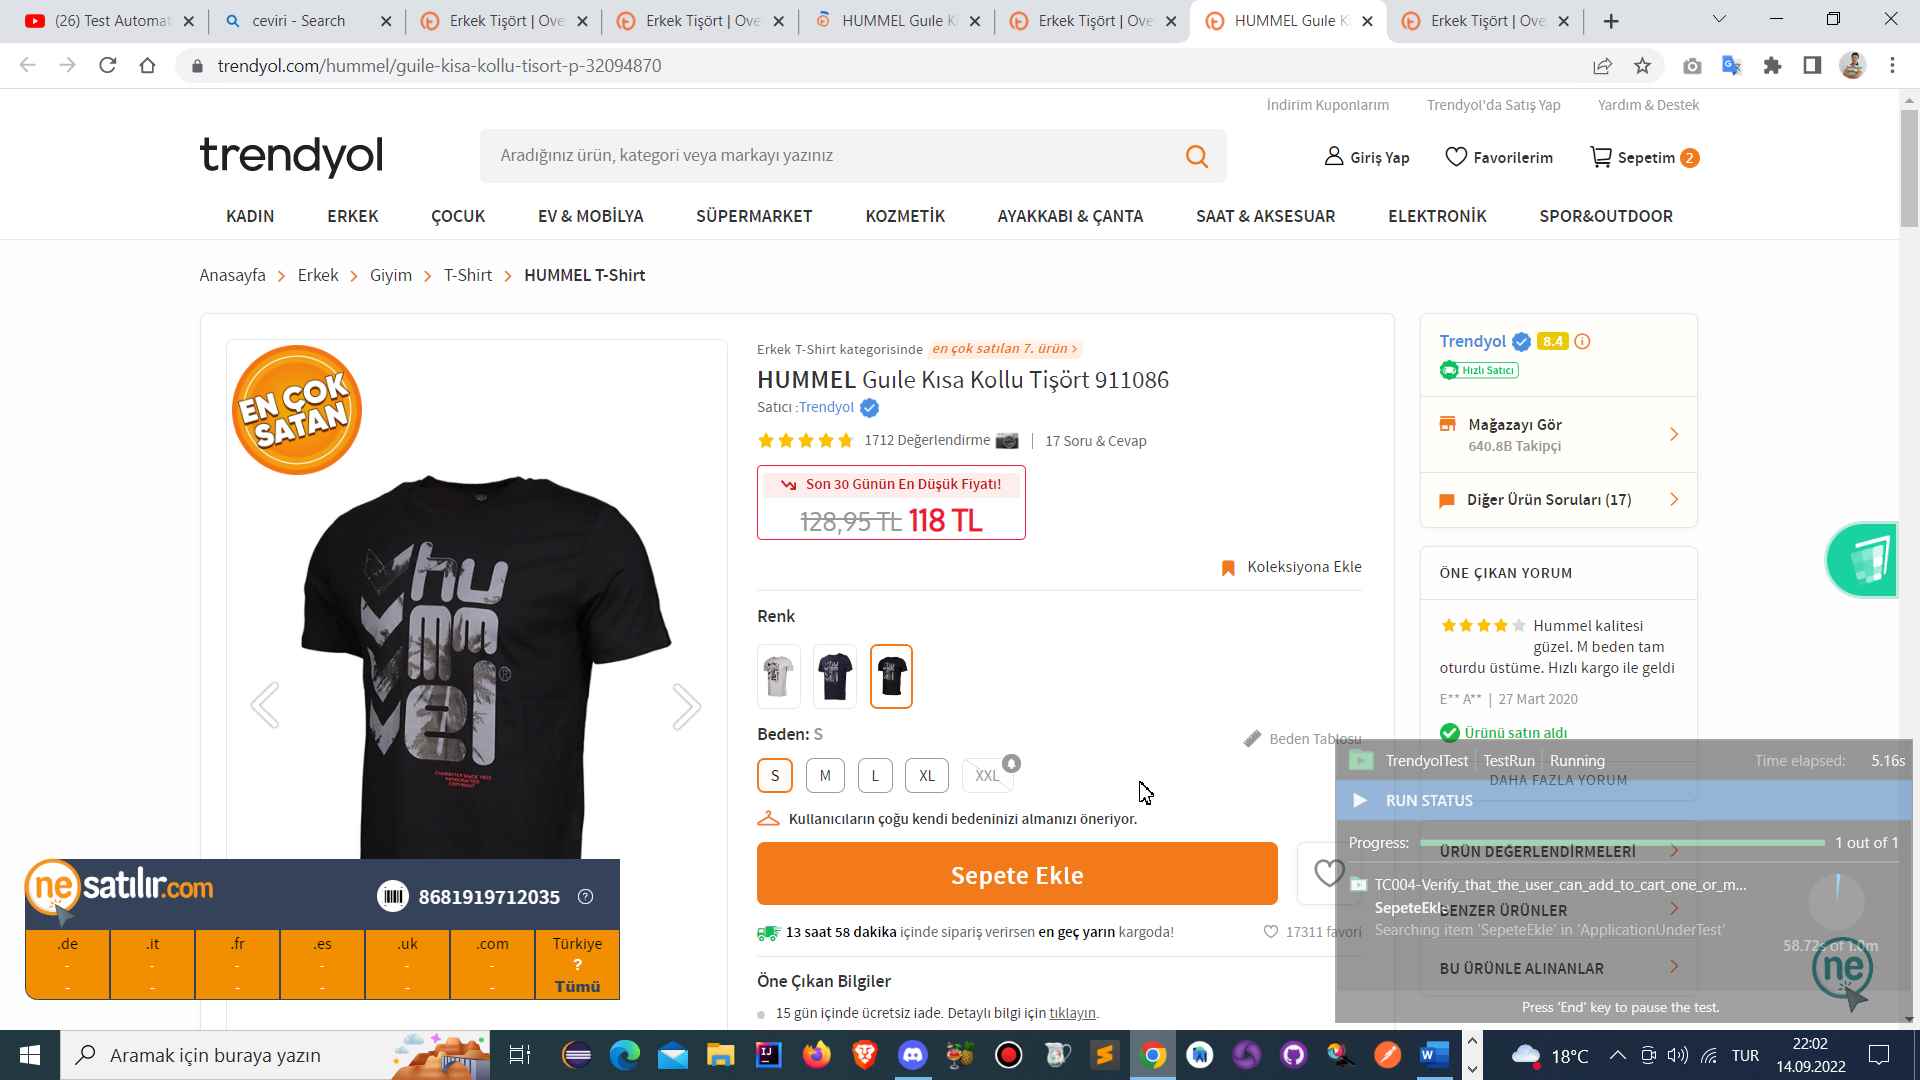 (26) Test Automat
ceviri - Search
Erkek Tişört | Ove
Erkek Tişört | Ove
HUMMEL Guıle K
Erkek Tişört | Ove
HUMMEL Guıle K
Erkek Tişört | Ove
trendyol.com/hummel/guile-kisa-kollu-tisort-p-32094870
İndirim Kuponlarım
Trendyol'da Satış Yap
Yardım & Destek
trendyol
Aradığınız ürün, kategori veya markayı yazınız
Giriş Yap
Favorilerim
Sepetim 2
KADIN
ERKEK
ÇOCUK
EV & MOBİLYA
SÜPERMARKET
KOZMETİK
AYAKKABI & ÇANTA
SAAT & AKSESUAR
ELEKTRONİK
SPOR&OUTDOOR
Anasayfa > Erkek > Giyim > T-Shirt > HUMMEL T-Shirt
EN ÇOK
SATAN
hu
mm
el
®
Erkek T-Shirt kategorisinde en çok satılan 7. ürün >
HUMMEL Guıle Kısa Kollu Tişört 911086
Satıcı :Trendyol
1712 Değerlendirme | 17 Soru & Cevap
Son 30 Günün En Düşük Fiyatı!
128,95 TL 118 TL
Koleksiyona Ekle
Renk
Beden: S
Beden Tablosu
S
M
L
XL
XXL
Kullanıcıların çoğu kendi bedeninizi almanızı öneriyor.
Sepete Ekle
13 saat 58 dakika içinde sipariş verirsen en geç yarın kargoda!
17311 favori
Öne Çıkan Bilgiler
15 gün içinde ücretsiz iade. Detaylı bilgi için tıklayın.
Trendyol 8.4
Hızlı Satıcı
Mağazayı Gör
640.8B Takipçi
Diğer Ürün Soruları (17)
ÖNE ÇIKAN YORUM
Hummel kalitesi
güzel. M beden tam
oturdu üstüme. Hızlı kargo ile geldi
E** A** | 27 Mart 2020
Ürünü satın aldı
DAHA FAZLA YORUM
ÜRÜN DEĞERLENDİRMELERİ
BENZER ÜRÜNLER
BU ÜRÜNLE ALINANLAR
TrendyolTest | TestRun | Running
Time elapsed: 5.16s
RUN STATUS
Progress: 1 out of 1
TC004-Verify_that_the_user_can_add_to_cart_one_or_m...
SepeteEkle
Searching item 'SepeteEkle' in 'ApplicationUnderTest'
58.72s of 1.0m
ne
Press 'End' key to pause the test.
ne satılır.com
8681919712035
.de
.it
.fr
.es
.uk
.com
Türkiye
- - - - - - ?
- - - - - - Tümü
Aramak için buraya yazın
18°C
TUR
22:02
14.09.2022